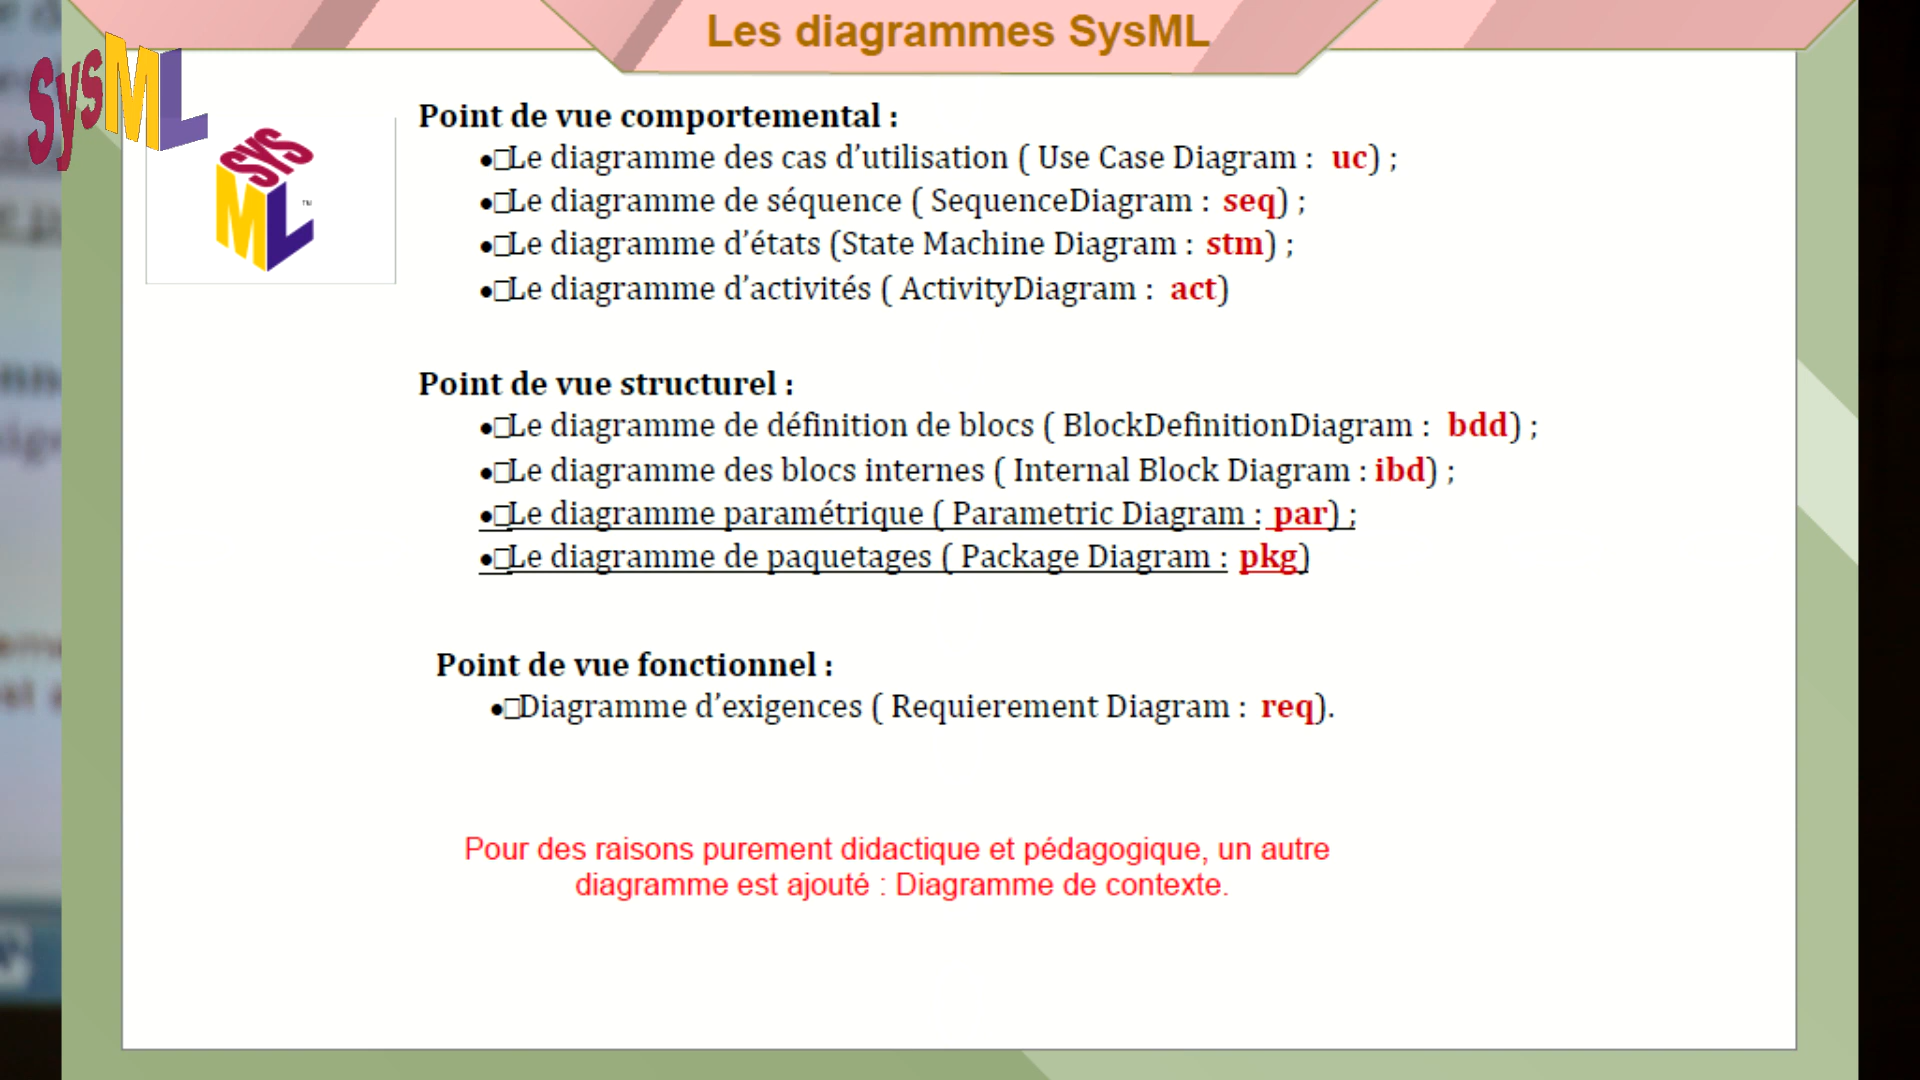 Les diagrammes SysML
SysML
SYS
ML
TM
Point de vue comportemental :
•□Le diagramme des cas d’utilisation ( Use Case Diagram : uc) ;
•□Le diagramme de séquence ( SequenceDiagram : seq) ;
•□Le diagramme d’états (State Machine Diagram : stm) ;
•□Le diagramme d’activités ( ActivityDiagram : act)
Point de vue structurel :
•□Le diagramme de définition de blocs ( BlockDefinitionDiagram : bdd) ;
•□Le diagramme des blocs internes ( Internal Block Diagram : ibd) ;
•□Le diagramme paramétrique ( Parametric Diagram : par) ;
•□Le diagramme de paquetages ( Package Diagram : pkg)
Point de vue fonctionnel :
•□Diagramme d’exigences ( Requierement Diagram : req).
Pour des raisons purement didactique et pédagogique, un autre
diagramme est ajouté : Diagramme de contexte.